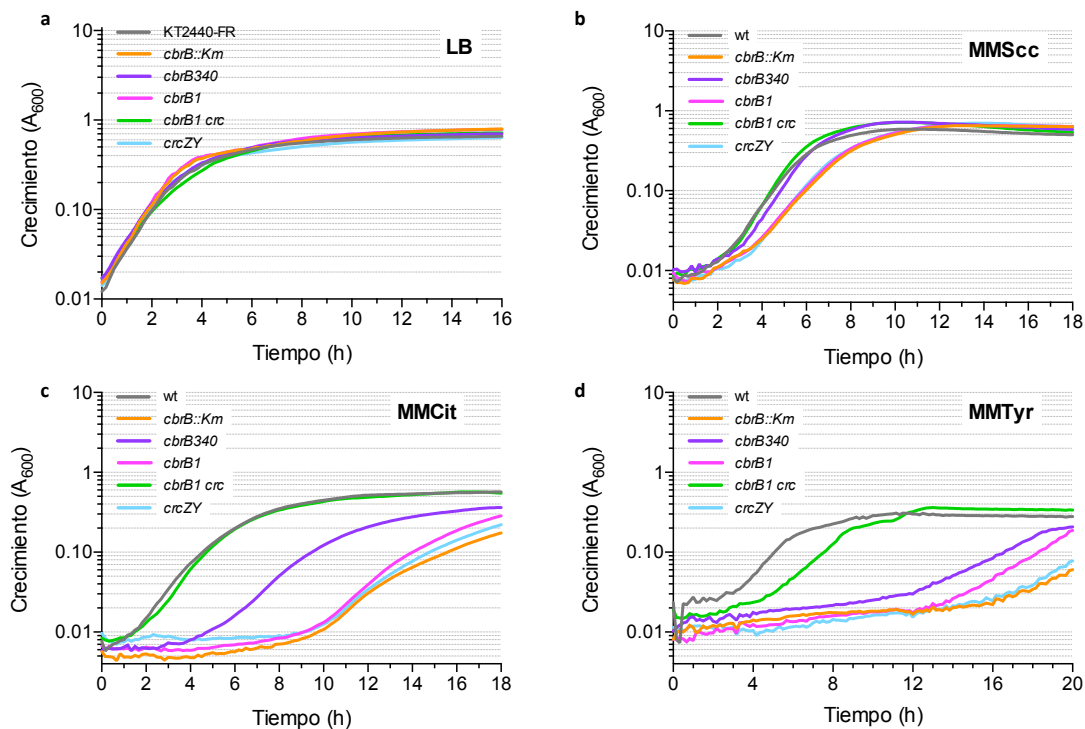 a
LB
KT2440-FR
cbrB::Km
cbrB340
cbrB1
cbrB1 crc
crcZY
10
1
0.10
0.01
Crecimiento (A600)
0 2 4 6 8 10 12 14 16
Tiempo (h)
b
MMScc
wt
cbrB::Km
cbrB340
cbrB1
cbrB1 crc
crcZY
10
1
0.10
0.01
Crecimiento (A600)
0 2 4 6 8 10 12 14 16 18
Tiempo (h)
c
MMCit
wt
cbrB::Km
cbrB340
cbrB1
cbrB1 crc
crcZY
10
1
0.10
0.01
Crecimiento (A600)
0 2 4 6 8 10 12 14 16 18
Tiempo (h)
d
MMTyr
wt
cbrB::Km
cbrB340
cbrB1
cbrB1 crc
crcZY
10
1
0.10
0.01
Crecimiento (A600)
0 4 8 12 16 20
Tiempo (h)